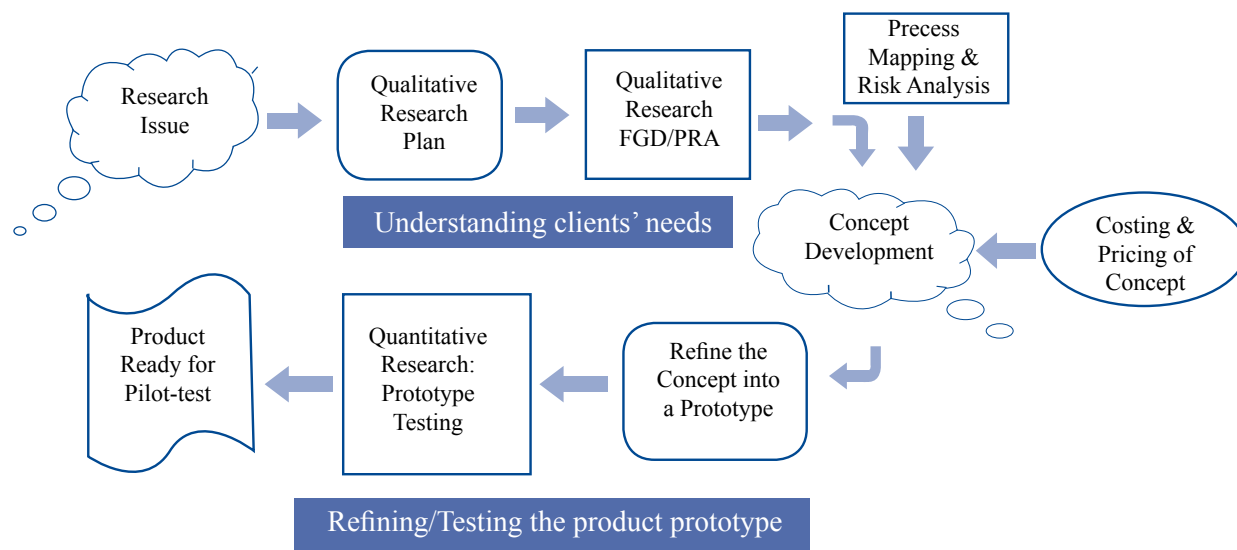 Research
Issue
Qualitative
Research
Plan
Qualitative
Research
FGD/PRA
Precess
Mapping &
Risk Analysis
Understanding clients’ needs
Concept
Development
Costing &
Pricing of
Concept
Product
Ready for
Pilot-test
Quantitative
Research:
Prototype
Testing
Refine the
Concept into
a Prototype
Refining/Testing the product prototype